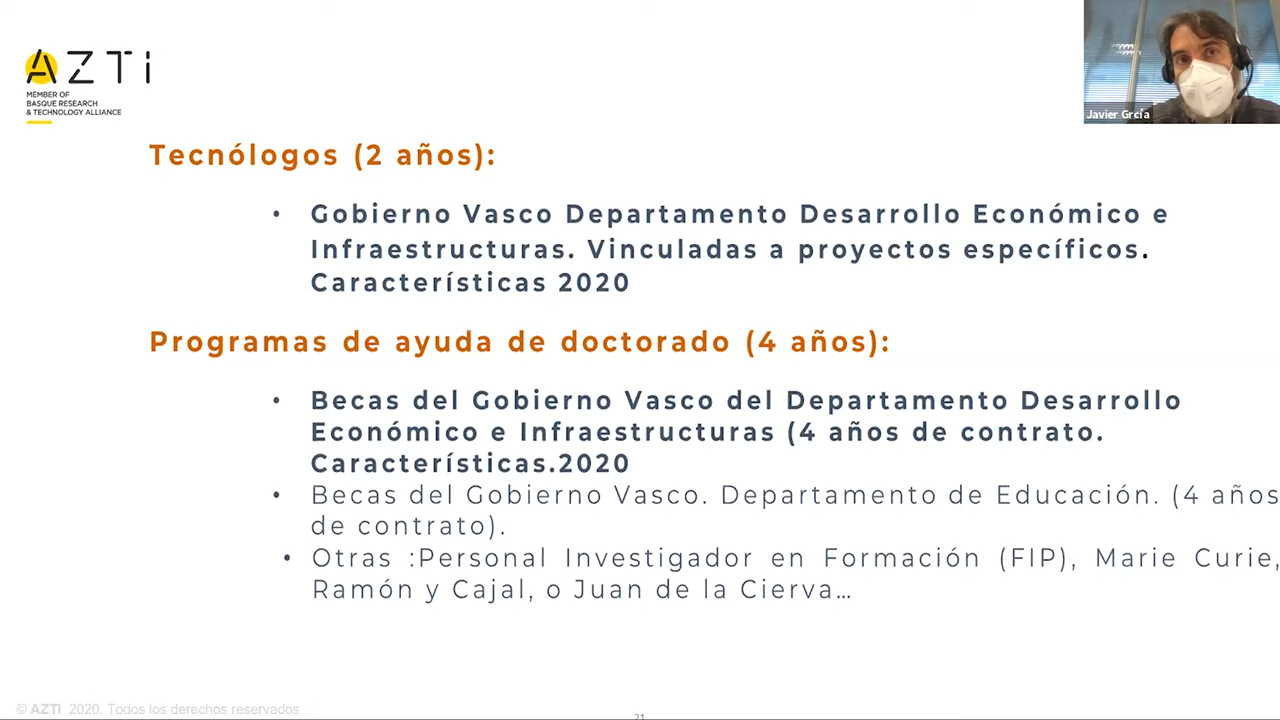 AZTi
MEMBER OF
BASQUE RESEARCH
& TECHNOLOGY ALLIANCE
Javier Grcía
Tecnólogos (2 años):
• Gobierno Vasco Departamento Desarrollo Económico e
Infraestructuras. Vinculadas a proyectos específicos.
Características 2020
Programas de ayuda de doctorado (4 años):
• Becas del Gobierno Vasco del Departamento Desarrollo
Económico e Infraestructuras (4 años de contrato.
Características.2020
• Becas del Gobierno Vasco. Departamento de Educación. (4 años
de contrato).
• Otras :Personal Investigador en Formación (FIP), Marie Curie,
Ramón y Cajal, o Juan de la Cierva…
© AZTI 2020. Todos los derechos reservados
21